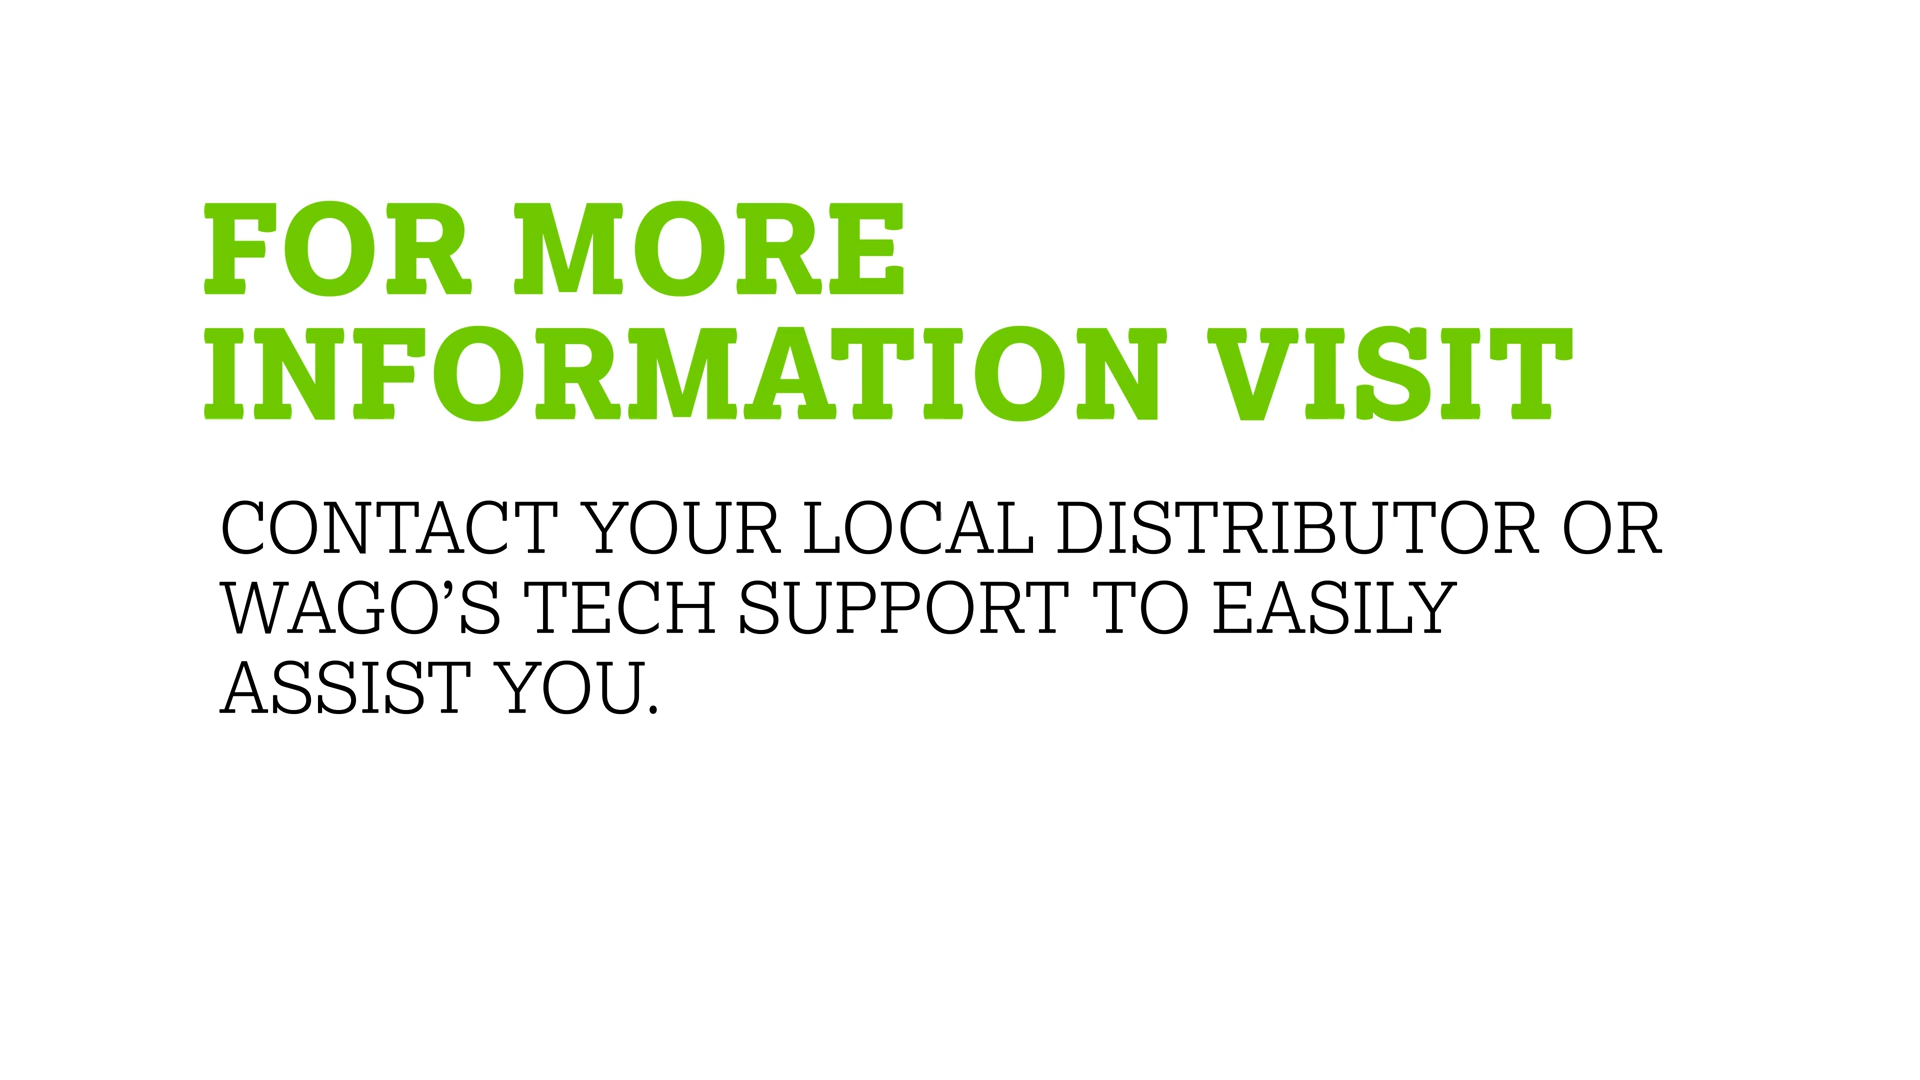 FOR MORE
INFORMATION VISIT
CONTACT YOUR LOCAL DISTRIBUTOR OR
WAGO’S TECH SUPPORT TO EASILY
ASSIST YOU.